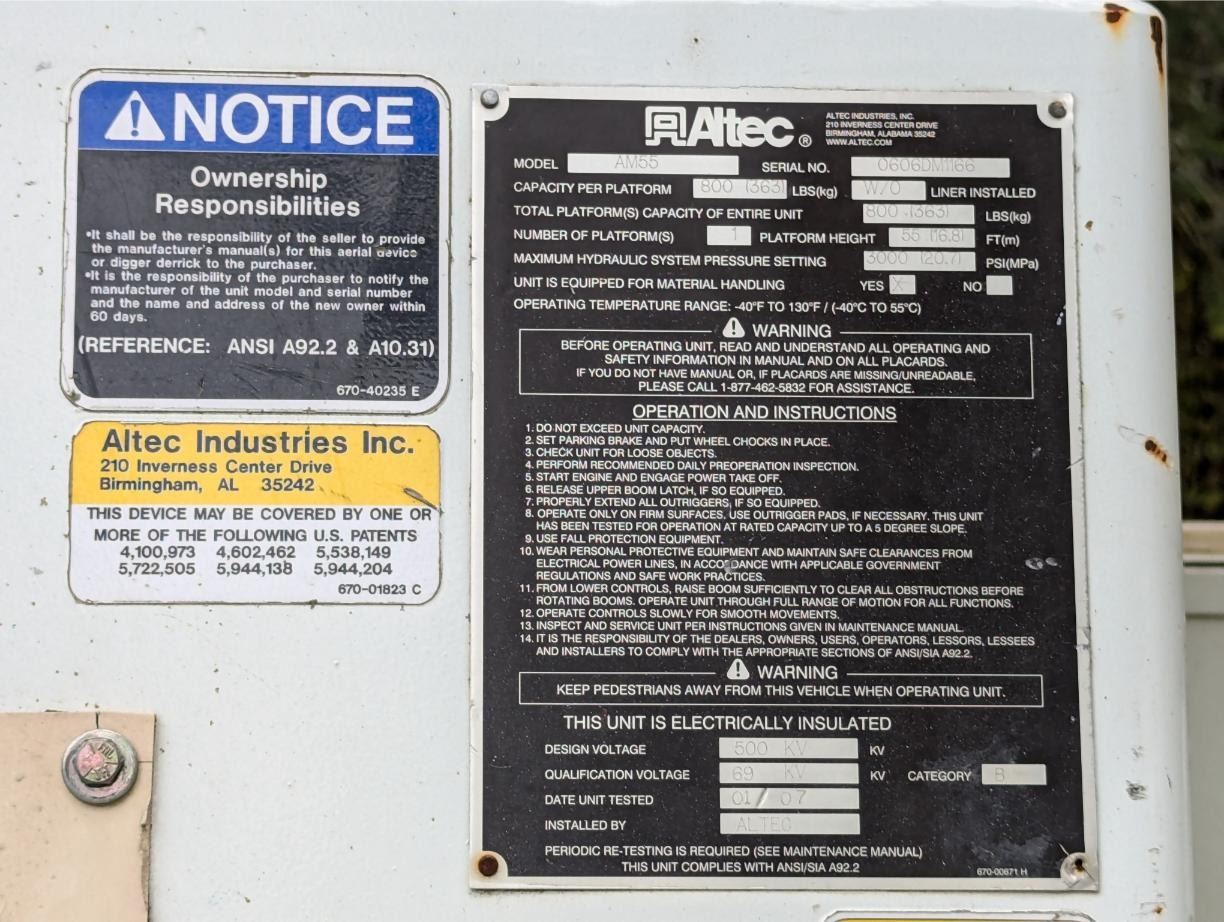 NOTICE
Ownership
Responsibilities
•It shall be the responsibility of the seller to provide
the manufacturer's manual(s) for this aerial device
or digger derrick to the purchaser.
•It is the responsibility of the purchaser to notify the
manufacturer of the unit model and serial number
and the name and address of the new owner within
60 days.
(REFERENCE: ANSI A92.2 & A10.31)
670-40235 E
Altec Industries Inc.
210 Inverness Center Drive
Birmingham, AL 35242
THIS DEVICE MAY BE COVERED BY ONE OR
MORE OF THE FOLLOWING U.S. PATENTS
4,100,973 4,602,462 5,538,149
5,722,505 5,944,138 5,944,204
670-01823 C
Altec®
ALTEC INDUSTRIES, INC.
210 INVERNESS CENTER DRIVE
BIRMINGHAM, ALABAMA 35242
WWW.ALTEC.COM
MODEL AM55 SERIAL NO. 0606DM1166
CAPACITY PER PLATFORM 800 (363) LBS(kg) W/O LINER INSTALLED
TOTAL PLATFORM(S) CAPACITY OF ENTIRE UNIT 800 (363) LBS(kg)
NUMBER OF PLATFORM(S) 1 PLATFORM HEIGHT 55 (16.8) FT(m)
MAXIMUM HYDRAULIC SYSTEM PRESSURE SETTING 3000 (20.7) PSI(MPa)
UNIT IS EQUIPPED FOR MATERIAL HANDLING YES X NO
OPERATING TEMPERATURE RANGE: -40°F TO 130°F / (-40°C TO 55°C)
WARNING
BEFORE OPERATING UNIT, READ AND UNDERSTAND ALL OPERATING AND
SAFETY INFORMATION IN MANUAL AND ON ALL PLACARDS.
IF YOU DO NOT HAVE MANUAL OR, IF PLACARDS ARE MISSING/UNREADABLE,
PLEASE CALL 1-877-462-5832 FOR ASSISTANCE.
OPERATION AND INSTRUCTIONS
1. DO NOT EXCEED UNIT CAPACITY.
2. SET PARKING BRAKE AND PUT WHEEL CHOCKS IN PLACE.
3. CHECK UNIT FOR LOOSE OBJECTS.
4. PERFORM RECOMMENDED DAILY PREOPERATION INSPECTION.
5. START ENGINE AND ENGAGE POWER TAKE OFF.
6. RELEASE UPPER BOOM LATCH, IF SO EQUIPPED.
7. PROPERLY EXTEND ALL OUTRIGGERS, IF SO EQUIPPED.
8. OPERATE ONLY ON FIRM SURFACES. USE OUTRIGGER PADS, IF NECESSARY. THIS UNIT
HAS BEEN TESTED FOR OPERATION AT RATED CAPACITY UP TO A 5 DEGREE SLOPE.
9. USE FALL PROTECTION EQUIPMENT.
10. WEAR PERSONAL PROTECTIVE EQUIPMENT AND MAINTAIN SAFE CLEARANCES FROM
ELECTRICAL POWER LINES, IN ACCORDANCE WITH APPLICABLE GOVERNMENT
REGULATIONS AND SAFE WORK PRACTICES.
11. FROM LOWER CONTROLS, RAISE BOOM SUFFICIENTLY TO CLEAR ALL OBSTRUCTIONS BEFORE
ROTATING BOOMS. OPERATE UNIT THROUGH FULL RANGE OF MOTION FOR ALL FUNCTIONS.
12. OPERATE CONTROLS SLOWLY FOR SMOOTH MOVEMENTS.
13. INSPECT AND SERVICE UNIT PER INSTRUCTIONS GIVEN IN MAINTENANCE MANUAL.
14. IT IS THE RESPONSIBILITY OF THE DEALERS, OWNERS, USERS, OPERATORS, LESSORS, LESSEES
AND INSTALLERS TO COMPLY WITH THE APPROPRIATE SECTIONS OF ANSI/SIA A92.2.
WARNING
KEEP PEDESTRIANS AWAY FROM THIS VEHICLE WHEN OPERATING UNIT.
THIS UNIT IS ELECTRICALLY INSULATED
DESIGN VOLTAGE 500 KV KV
QUALIFICATION VOLTAGE 69 KV KV CATEGORY B
DATE UNIT TESTED 01/07
INSTALLED BY ALTEC
PERIODIC RE-TESTING IS REQUIRED (SEE MAINTENANCE MANUAL)
THIS UNIT COMPLIES WITH ANSI/SIA A92.2
670-00671 H